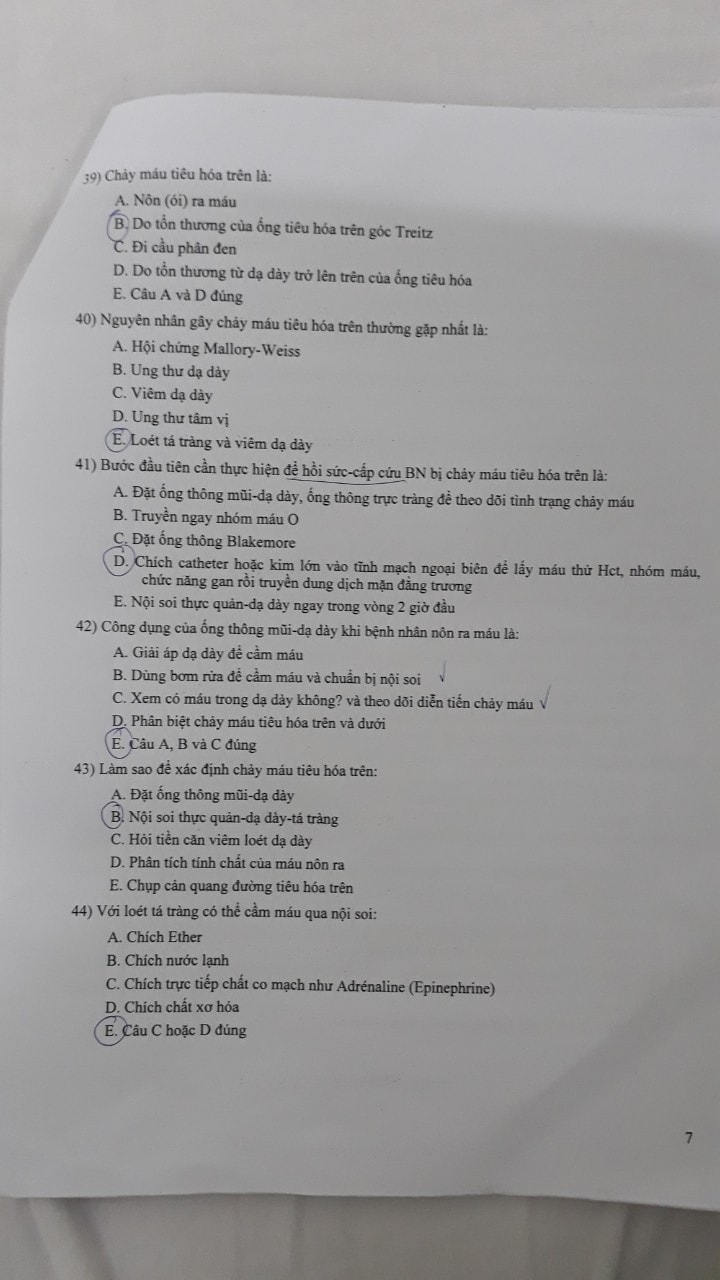 39) Chảy máu tiêu hóa trên là:
A. Nôn (ói) ra máu
B. Do tổn thương của ống tiêu hóa trên góc Treitz
C. Đi cầu phân đen
D. Do tổn thương từ dạ dày trở lên trên của ống tiêu hóa
E. Câu A và D đúng
40) Nguyên nhân gây chảy máu tiêu hóa trên thường gặp nhất là:
A. Hội chứng Mallory-Weiss
B. Ung thư dạ dày
C. Viêm dạ dày
D. Ung thư tâm vị
E. Loét tá tràng và viêm dạ dày
41) Bước đầu tiên cần thực hiện để hồi sức-cấp cứu BN bị chảy máu tiêu hóa trên là:
A. Đặt ống thông mũi-dạ dày, ống thông trực tràng để theo dõi tình trạng chảy máu
B. Truyền ngay nhóm máu O
C. Đặt ống thông Blakemore
D. Chích catheter hoặc kim lớn vào tĩnh mạch ngoại biên để lấy máu thử Hct, nhóm máu,
chức năng gan rồi truyền dung dịch mặn đẳng trương
E. Nội soi thực quản-dạ dày ngay trong vòng 2 giờ đầu
42) Công dụng của ống thông mũi-dạ dày khi bệnh nhân nôn ra máu là:
A. Giải áp dạ dày để cầm máu
B. Dùng bơm rửa để cầm máu và chuẩn bị nội soi
C. Xem có máu trong dạ dày không? và theo dõi diễn tiến chảy máu
D. Phân biệt chảy máu tiêu hóa trên và dưới
E. Câu A, B và C đúng
43) Làm sao để xác định chảy máu tiêu hóa trên:
A. Đặt ống thông mũi-dạ dày
B. Nội soi thực quản-dạ dày-tá tràng
C. Hỏi tiền căn viêm loét dạ dày
D. Phân tích tính chất của máu nôn ra
E. Chụp cản quang đường tiêu hóa trên
44) Với loét tá tràng có thể cầm máu qua nội soi:
A. Chích Ether
B. Chích nước lạnh
C. Chích trực tiếp chất co mạch như Adrénaline (Epinephrine)
D. Chích chất xơ hóa
E. Câu C hoặc D đúng
7